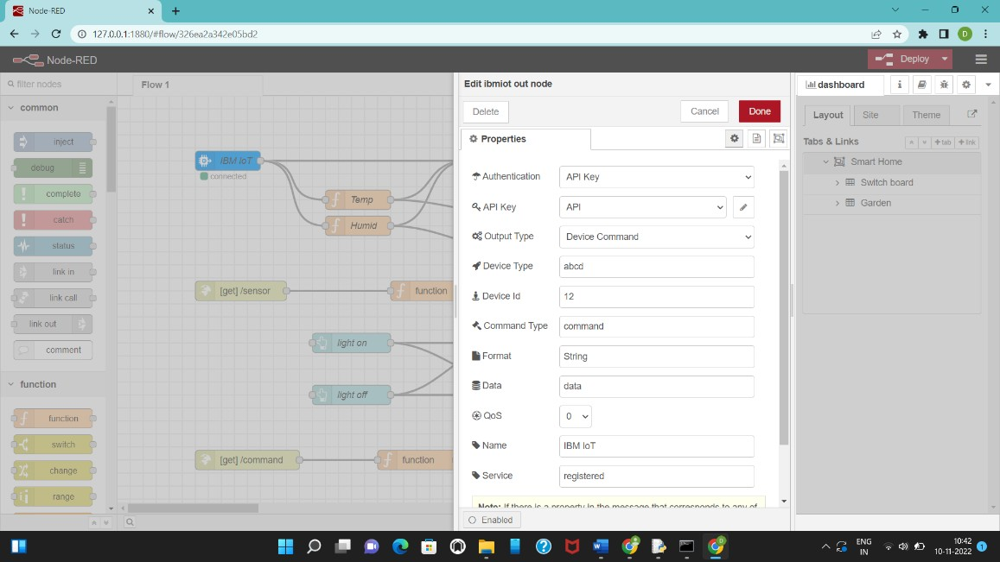 Node-RED
127.0.0.1:1880/#flow/326ea2a342e05bd2
D
Node-RED
Deploy
filter nodes
Flow 1
common
inject
debug
complete
catch
status
link in
link call
link out
comment
function
function
switch
change
range
IBM IoT
connected
Temp
Humid
[get] /sensor
function
light on
light off
[get] /command
function
Edit ibmiot out node
Delete
Cancel
Done
Properties
Authentication
API Key
API Key
API
Output Type
Device Command
Device Type
abcd
Device Id
12
Command Type
command
Format
String
Data
data
QoS
0
Name
IBM IoT
Service
registered
Note: If there is a property in the message that corresponds to any of
Enabled
dashboard
i
Layout
Site
Theme
Tabs & Links
+tab
+link
Smart Home
Switch board
Garden
ENG
IN
10:42
10-11-2022
1